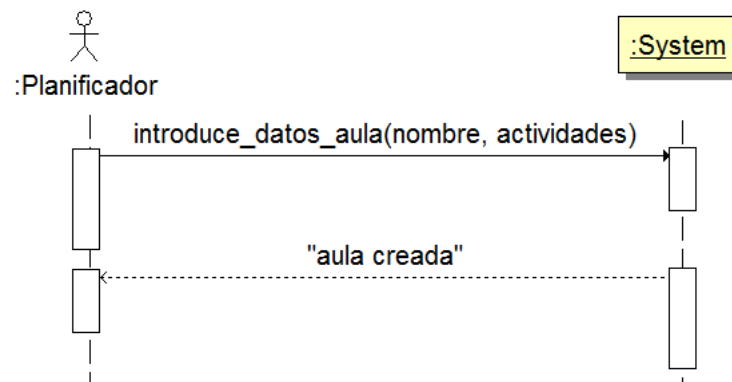 :System
:Planificador
introduce_datos_aula(nombre, actividades)
"aula creada"